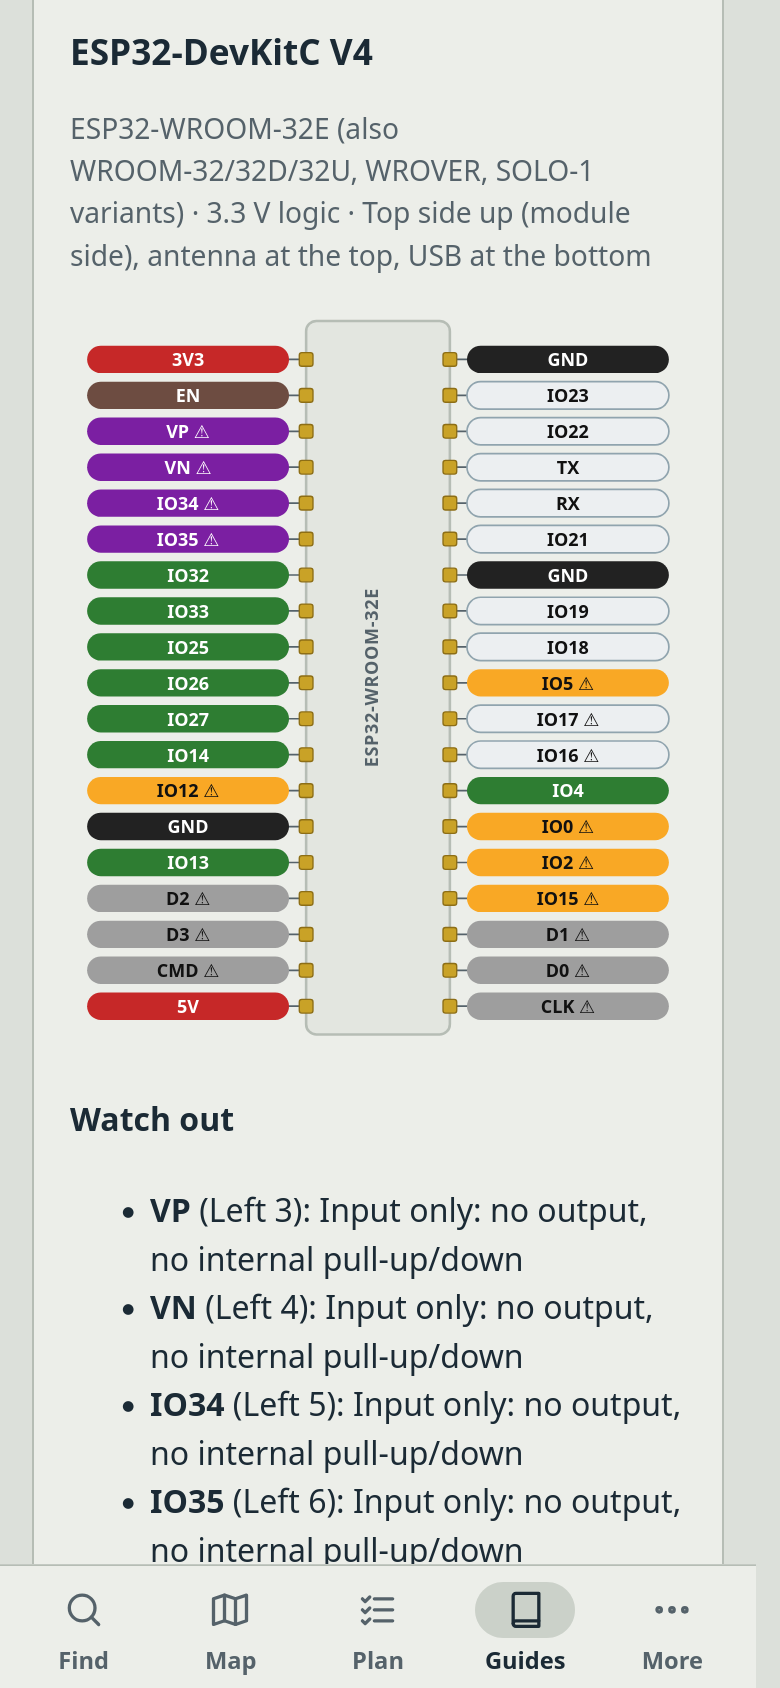 ESP32-DevKitC V4
ESP32-WROOM-32E (also
WROOM-32/32D/32U, WROVER, SOLO-1
variants) · 3.3 V logic · Top side up (module
side), antenna at the top, USB at the bottom
3V3 GND
EN IO23
VP ⚠ IO22
VN ⚠ TX
IO34 ⚠ RX
IO35 ⚠ IO21
IO32 GND
IO33 IO19
IO25 IO18
IO26 IO5 ⚠
IO27 IO17 ⚠
IO14 IO16 ⚠
IO12 ⚠ IO4
GND IO0 ⚠
IO13 IO2 ⚠
D2 ⚠ IO15 ⚠
D3 ⚠ D1 ⚠
CMD ⚠ D0 ⚠
5V CLK ⚠
ESP32-WROOM-32E
Watch out
• VP (Left 3): Input only: no output,
no internal pull-up/down
• VN (Left 4): Input only: no output,
no internal pull-up/down
• IO34 (Left 5): Input only: no output,
no internal pull-up/down
• IO35 (Left 6): Input only: no output,
no internal pull-up/down
Find Map Plan Guides More